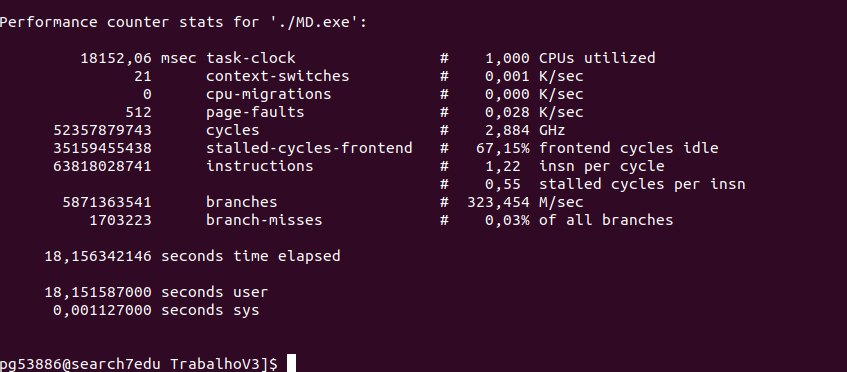 Performance counter stats for './MD.exe':
18152,06 msec task-clock # 1,000 CPUs utilized
21 context-switches # 0,001 K/sec
0 cpu-migrations # 0,000 K/sec
512 page-faults # 0,028 K/sec
52357879743 cycles # 2,884 GHz
35159455438 stalled-cycles-frontend # 67,15% frontend cycles idle
63818028741 instructions # 1,22 insn per cycle
# 0,55 stalled cycles per insn
5871363541 branches # 323,454 M/sec
1703223 branch-misses # 0,03% of all branches
18,156342146 seconds time elapsed
18,151587000 seconds user
0,001127000 seconds sys
pg53886@search7edu TrabalhoV3]$